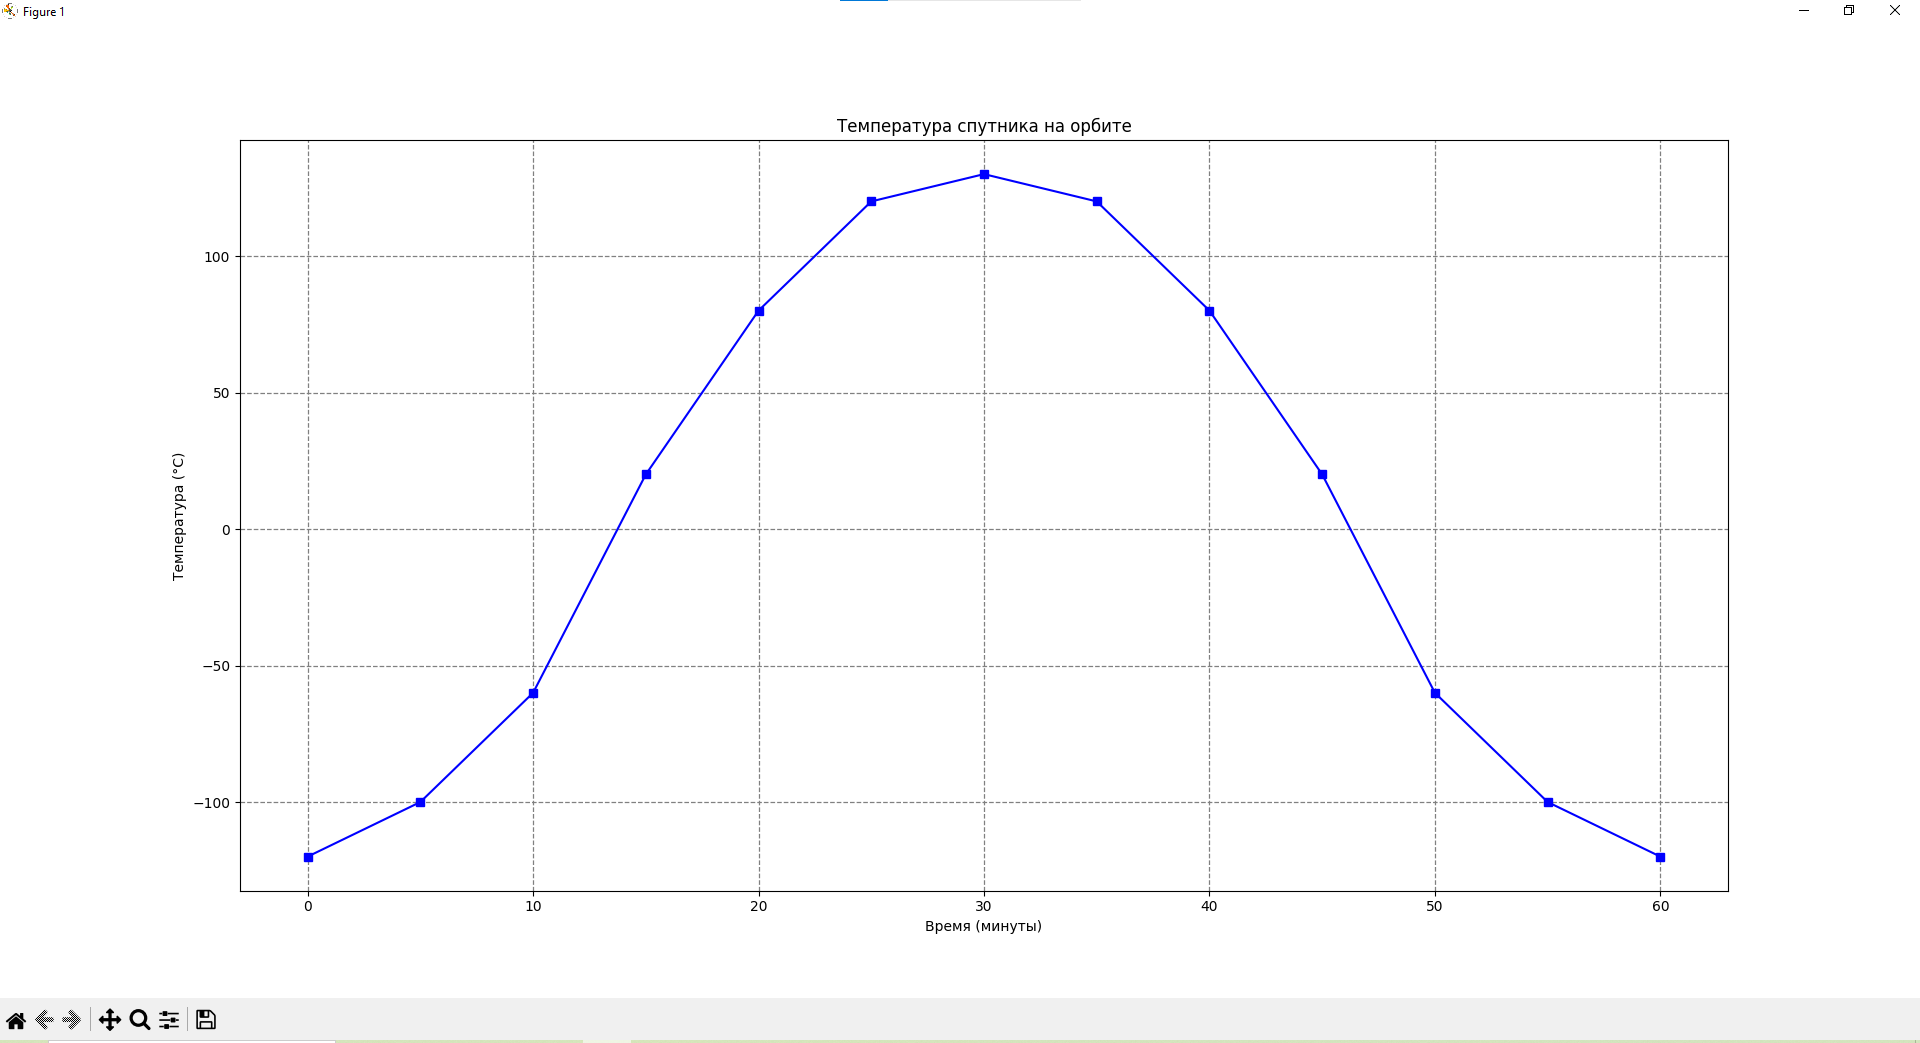 Figure 1
Температура спутника на орбите
100
50
0
−50
−100
Температура (°C)
0 10 20 30 40 50 60
Время (минуты)